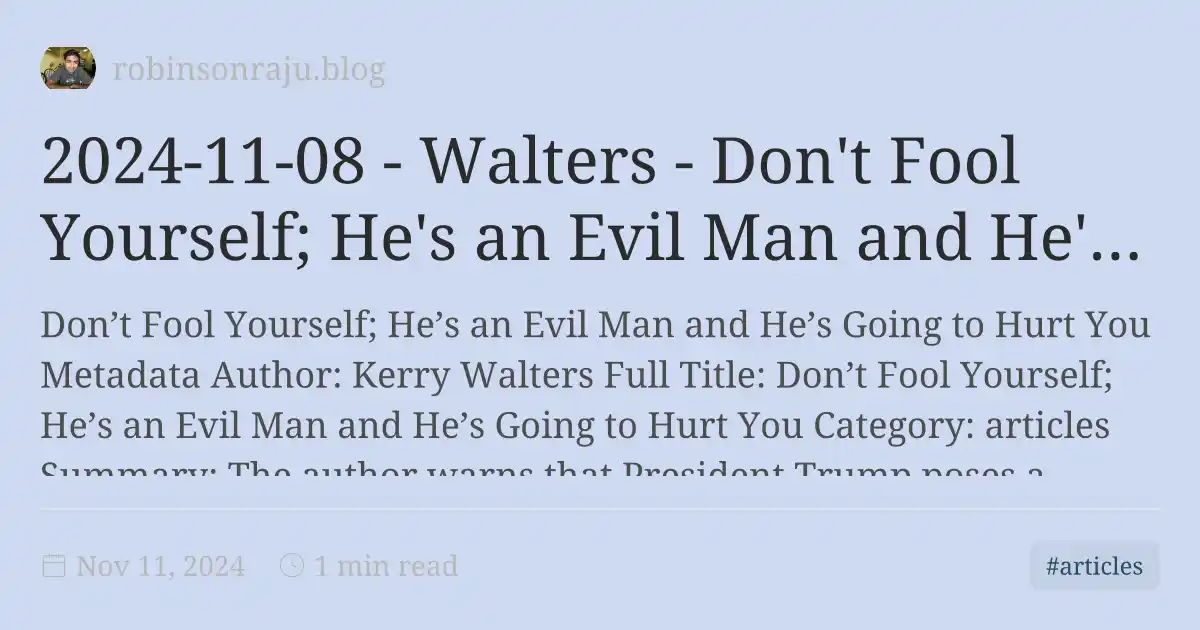 robinsonraju.blog
2024-11-08 - Walters - Don't Fool
Yourself; He's an Evil Man and He'...
Don’t Fool Yourself; He’s an Evil Man and He’s Going to Hurt You
Metadata Author: Kerry Walters Full Title: Don’t Fool Yourself;
He’s an Evil Man and He’s Going to Hurt You Category: articles
Summary: The author warns that President Trump poses a
Nov 11, 2024
1 min read
#articles